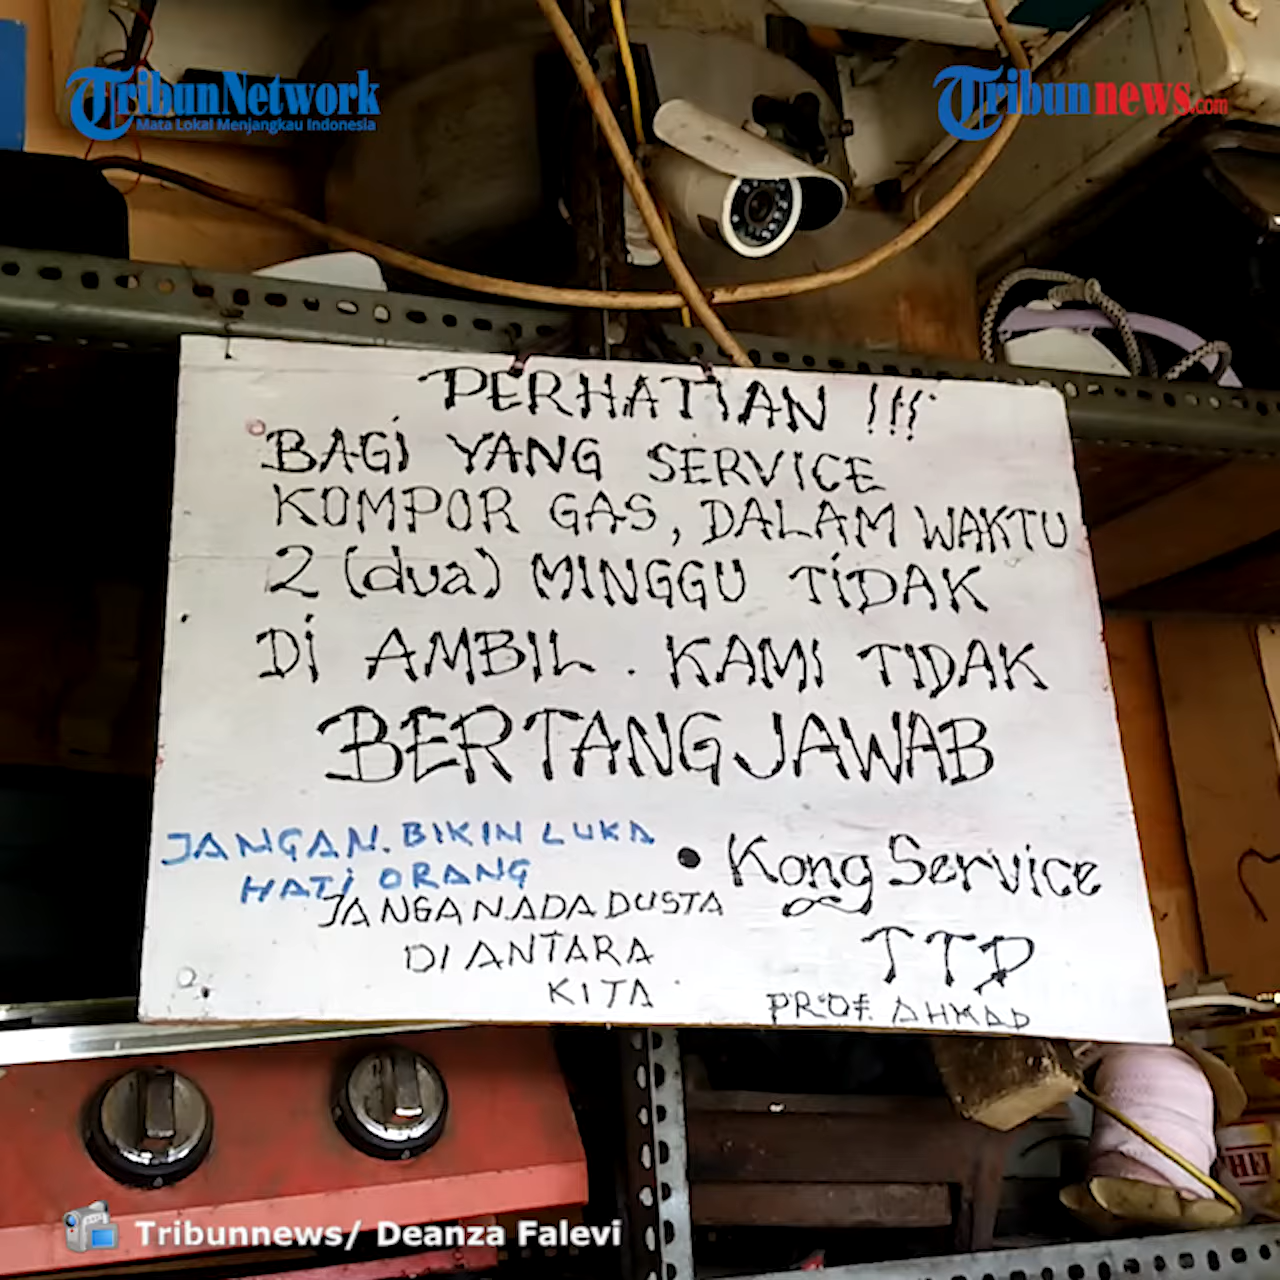 TribunNetwork
Mata Lokal Menjangkau Indonesia
Tribunnews.com
PERHATIAN !!!
BAGI YANG SERVICE
KOMPOR GAS, DALAM WAKTU
2 (dua) MINGGU TIDAK
DI AMBIL. KAMI TIDAK
BERTANGJAWAB
JANGAN. BIKIN LUKA
HATI ORANG
JANGAN ADA DUSTA
DI ANTARA
KITA
• Kong Service
TTD
PROF. AHMAD
Tribunnews/ Deanza Falevi